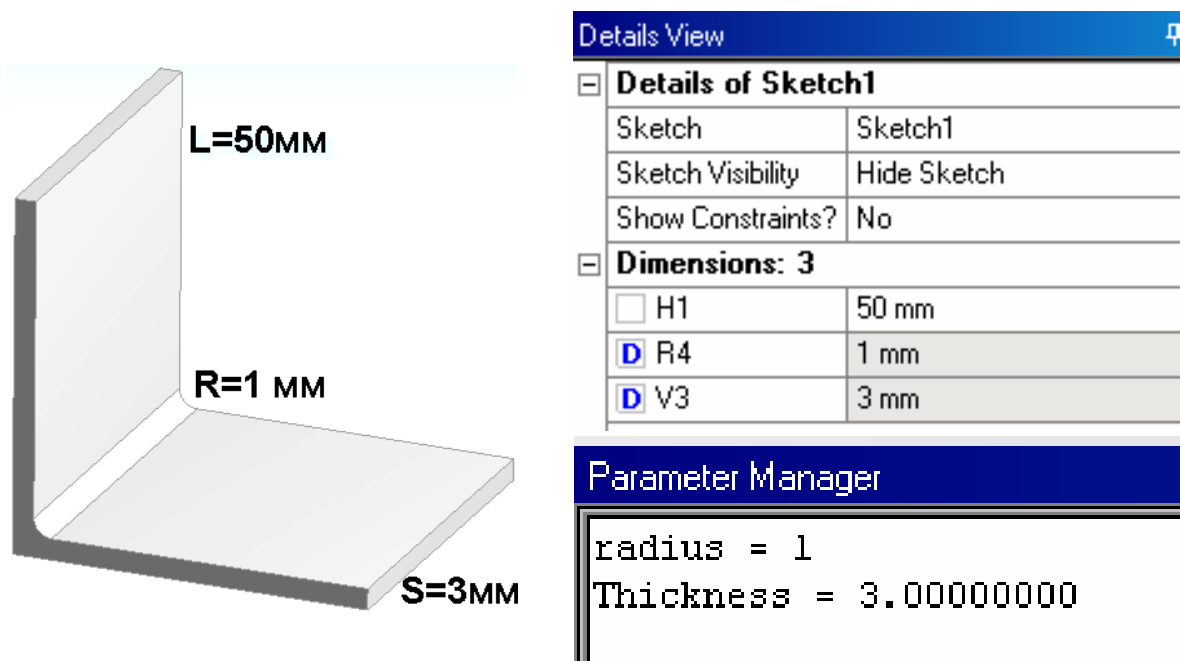 L=50мм
R=1 мм
S=3мм
Details View
Details of Sketch1
Sketch Sketch1
Sketch Visibility Hide Sketch
Show Constraints? No
Dimensions: 3
H1 50 mm
D R4 1 mm
D V3 3 mm
Parameter Manager
radius = 1
Thickness = 3.00000000